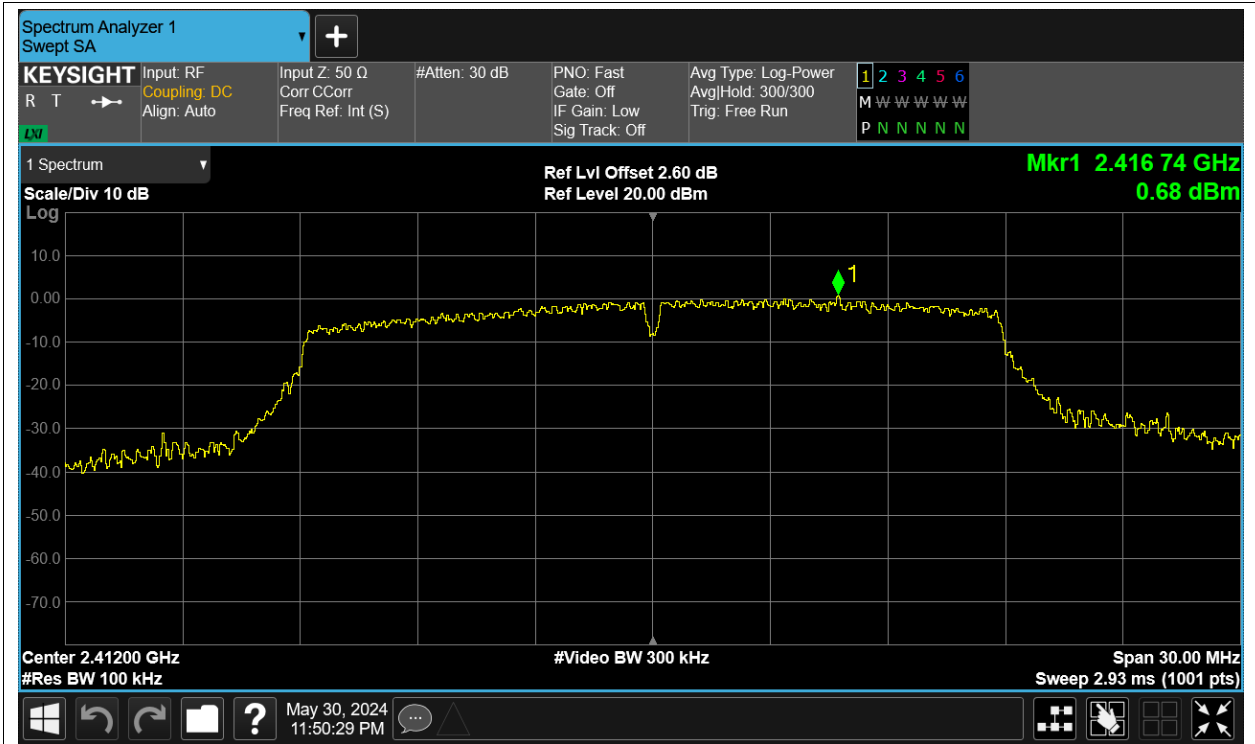 Spectrum Analyzer 1
Swept SA
+
KEYSIGHT
R T
LXI
Input: RF
Coupling: DC
Align: Auto
Input Z: 50 Ω
Corr CCorr
Freq Ref: Int (S)
#Atten: 30 dB
PNO: Fast
Gate: Off
IF Gain: Low
Sig Track: Off
Avg Type: Log-Power
Avg|Hold: 300/300
Trig: Free Run
1 2 3 4 5 6
M W W W W W
P N N N N N
1 Spectrum
Scale/Div 10 dB
Log
Ref Lvl Offset 2.60 dB
Ref Level 20.00 dBm
Mkr1 2.416 74 GHz
0.68 dBm
10.0
0.00
-10.0
-20.0
-30.0
-40.0
-50.0
-60.0
-70.0
1
Center 2.41200 GHz
#Res BW 100 kHz
#Video BW 300 kHz
Span 30.00 MHz
Sweep 2.93 ms (1001 pts)
?
May 30, 2024
11:50:29 PM